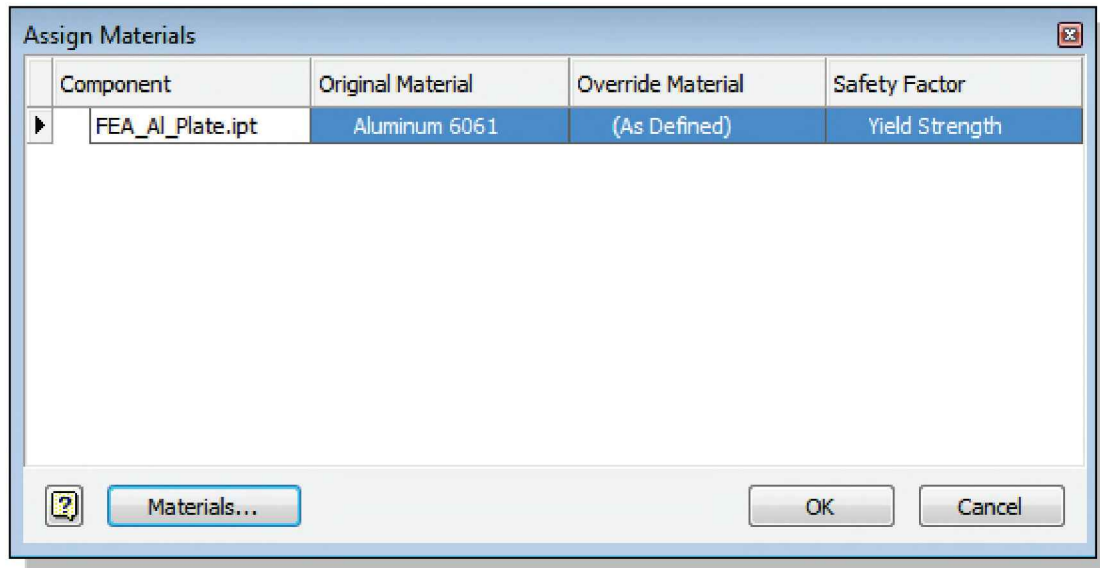 Assign Materials
Component Original Material Override Material Safety Factor
FEA_Al_Plate.ipt Aluminum 6061 (As Defined) Yield Strength
? Materials... OK Cancel